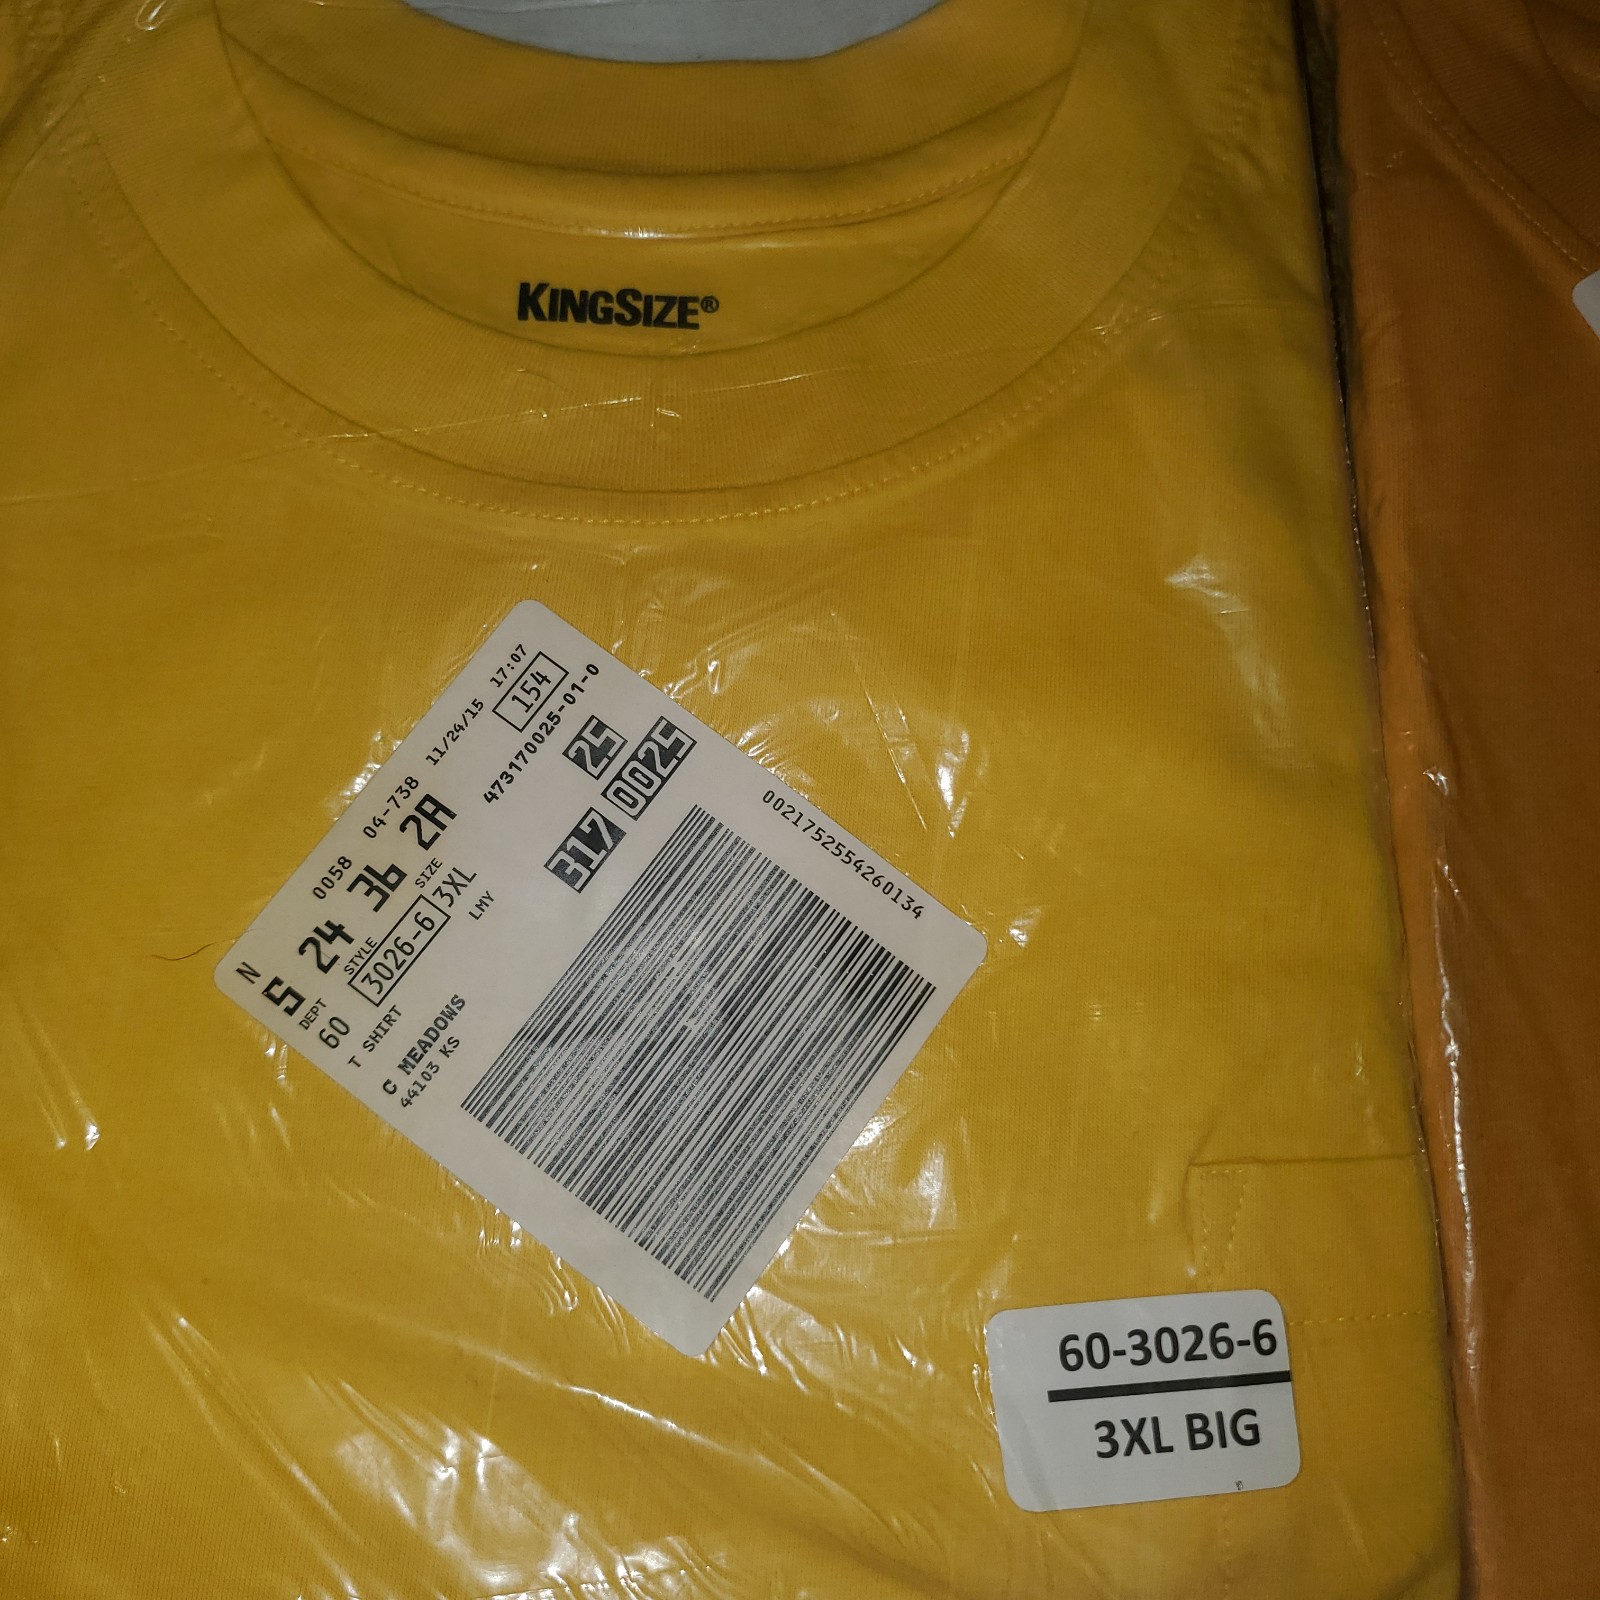 KINGSIZE®
0058 04-738 11/24/15 17:07
N
S 24 36 2A 154
473170025-01-0
DEPT STYLE SIZE
60 3026-6 3XL
T SHIRT LMY
25
317 0025
C MEADOWS
44103 KS
00217525542601 34
60-3026-6
3XL BIG